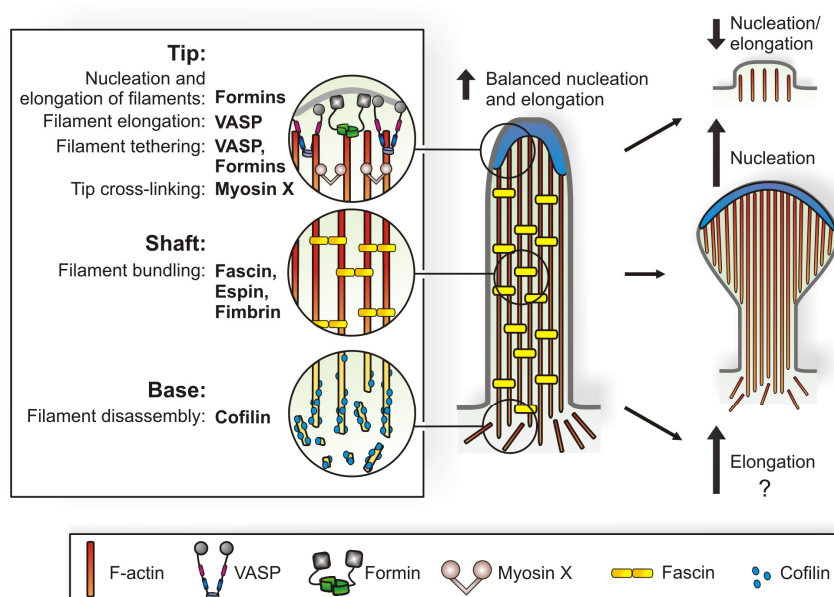 Tip:
Nucleation and
elongation of filaments: Formins
Filament elongation: VASP
Filament tethering: VASP,
Formins
Tip cross-linking: Myosin X
Shaft:
Filament bundling: Fascin,
Espin,
Fimbrin
Base:
Filament disassembly: Cofilin
Balanced nucleation
and elongation
Nucleation/
elongation
Nucleation
Elongation
?
F-actin
VASP
Formin
Myosin X
Fascin
Cofilin